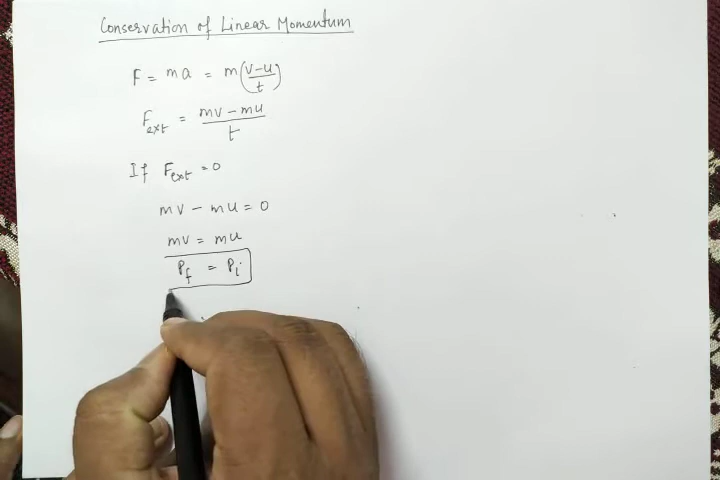 Conservation of Linear Momentum
F = ma = m(v-u/t)
Fext = mv - mu / t
If Fext = 0
mv - mu = 0
mv = mu
Pf = Pi